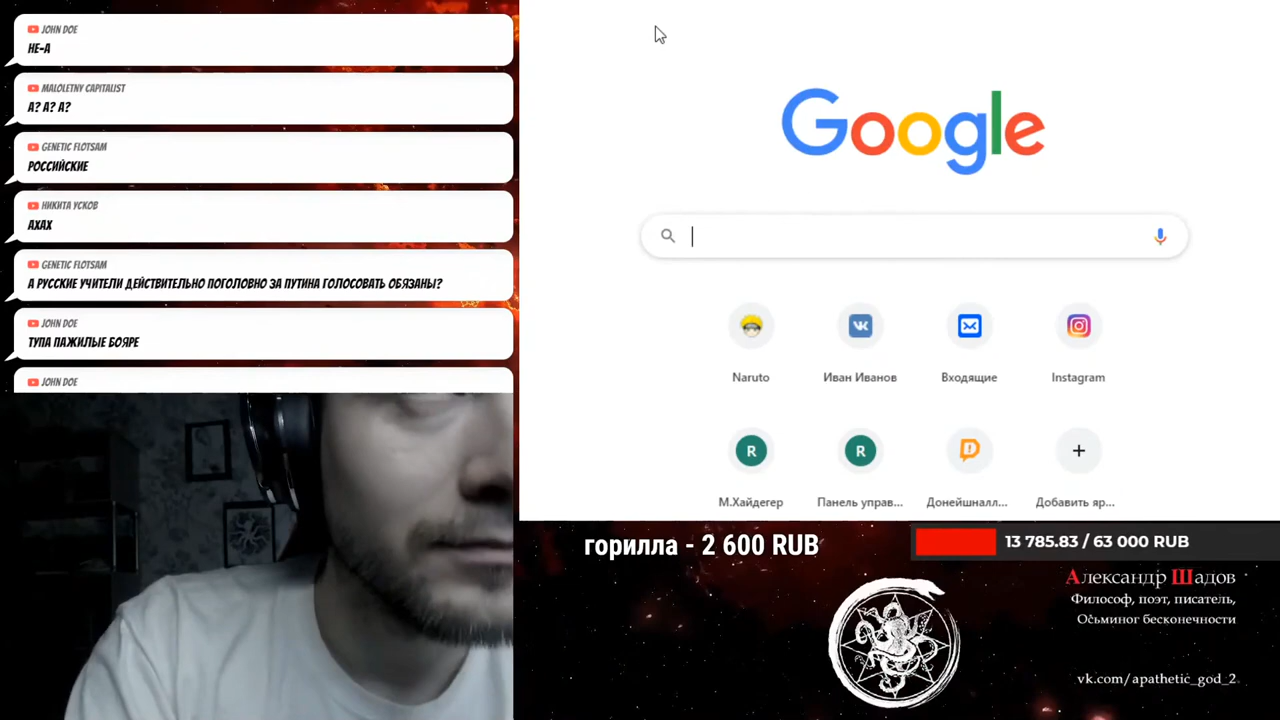 JOHN DOE
НЕ-А
MALOLETNY CAPITALIST
А? А? А?
GENETIC FLOTSAM
РОССИЙСКИЕ
НИКИТА УСКОВ
АХАХ
GENETIC FLOTSAM
А РУССКИЕ УЧИТЕЛИ ДЕЙСТВИТЕЛЬНО ПОГОЛОВНО ЗА ПУТИНА ГОЛОСОВАТЬ ОБЯЗАНЫ?
JOHN DOE
ТУПА ПАЖИЛЫЕ БОЯРЕ
JOHN DOE
Google
Naruto
Иван Иванов
Входящие
Instagram
R
R
М.Хайдегер
Панель управ...
Донейшналл...
Добавить яр...
горилла - 2 600 RUB
13 785.83 / 63 000 RUB
Александр Шадов
Философ, поэт, писатель,
Осьминог бесконечности
vk.com/apathetic_god_2